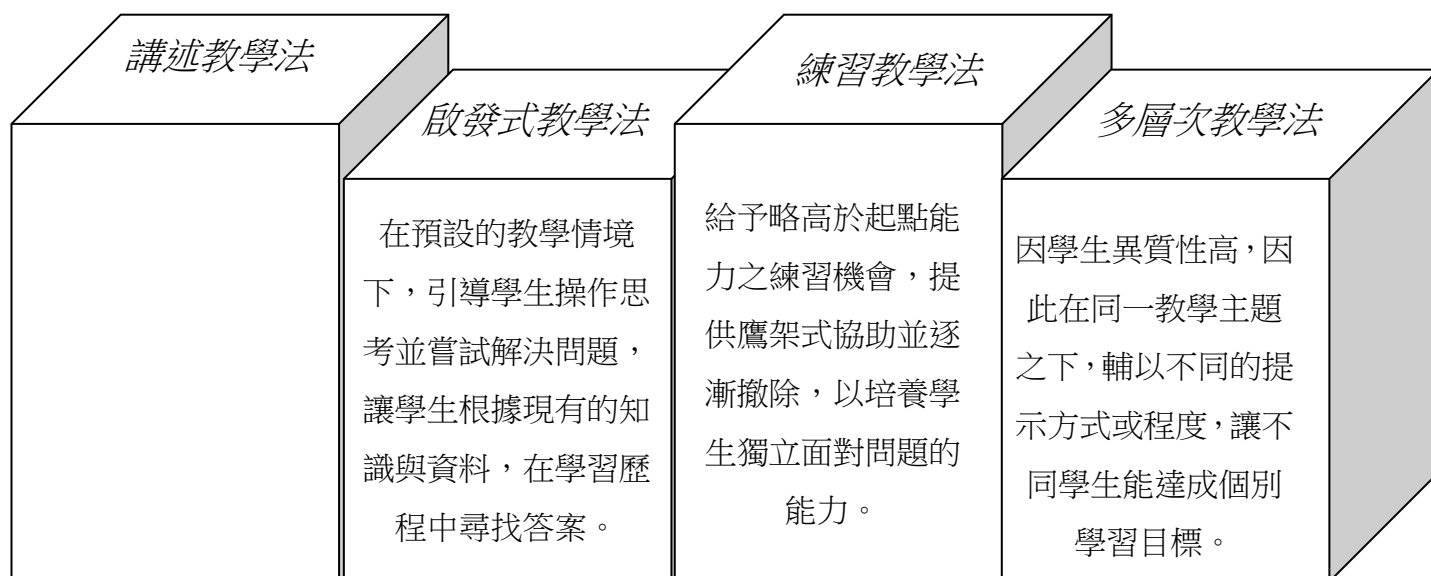 講述教學法
啟發式教學法
在預設的教學情境
下，引導學生操作思
考並嘗試解決問題，
讓學生根據現有的知
識與資料，在學習歷
程中尋找答案。
練習教學法
給予略高於起點能
力之練習機會，提
供鷹架式協助並逐
漸撤除，以培養學
生獨立面對問題的
能力。
多層次教學法
因學生異質性高，因
此在同一教學主題
之下，輔以不同的提
示方式或程度，讓不
同學生能達成個別
學習目標。